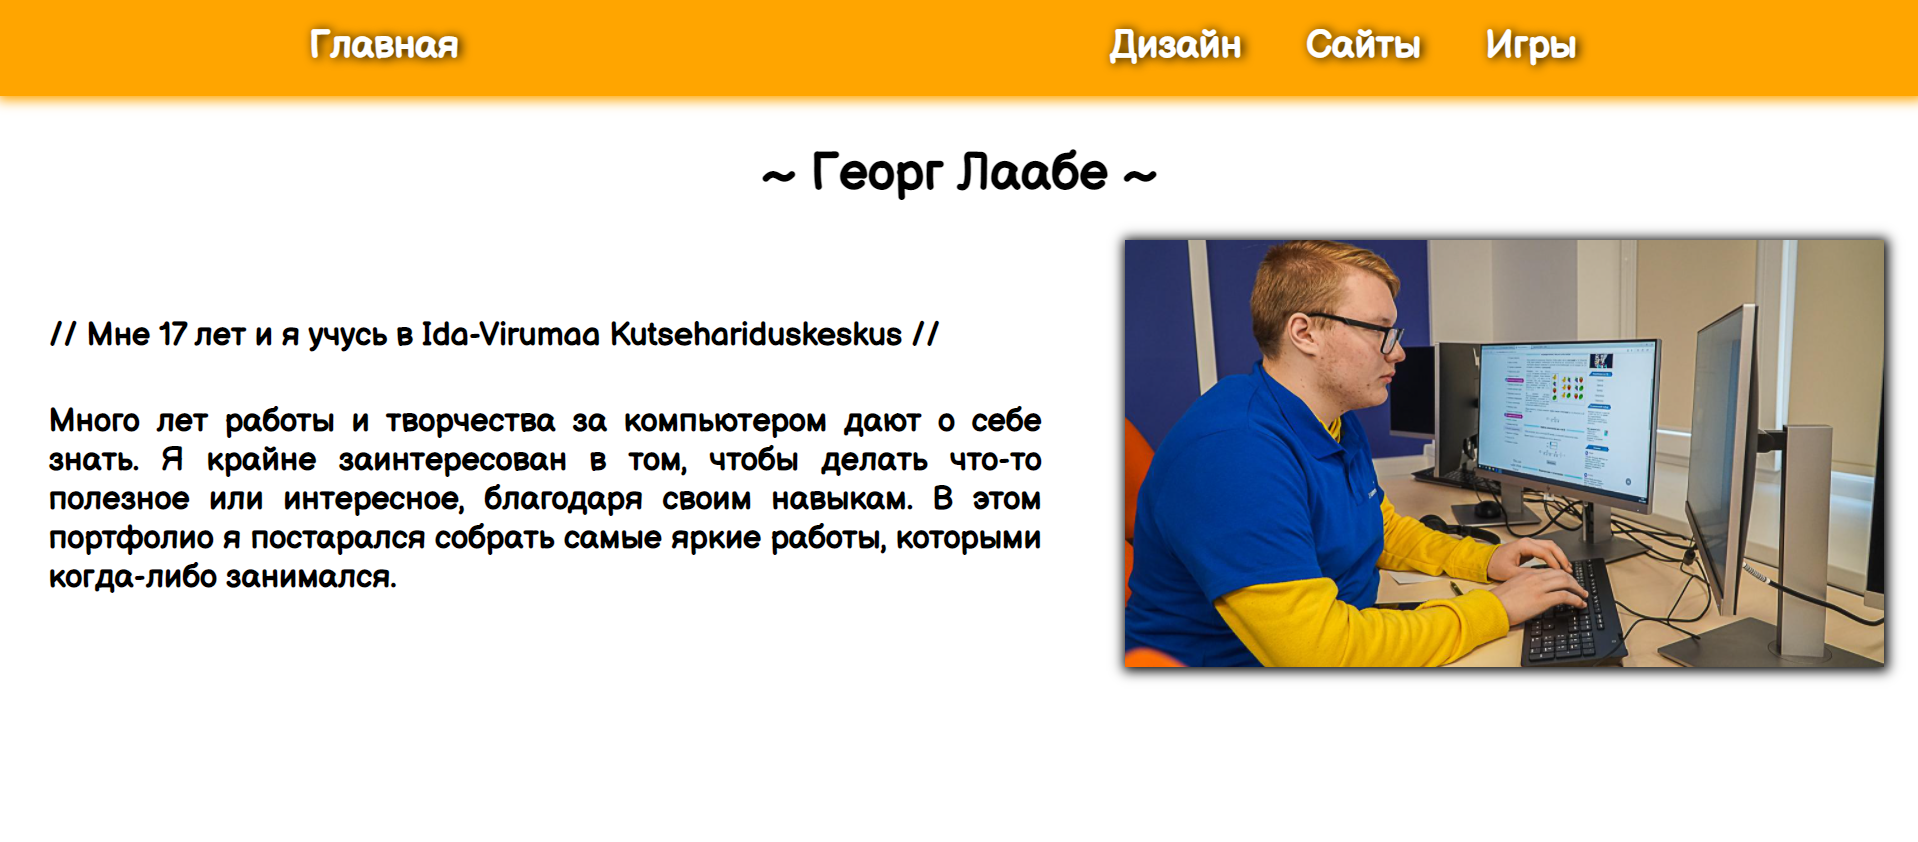 Главная Дизайн Сайты Игры
~ Георг Лаабе ~
// Мне 17 лет и я учусь в Ida-Virumaa Kutsehariduskeskus //
Много лет работы и творчества за компьютером дают о себе
знать. Я крайне заинтересован в том, чтобы делать что-то
полезное или интересное, благодаря своим навыкам. В этом
портфолио я постарался собрать самые яркие работы, которыми
когда-либо занимался.